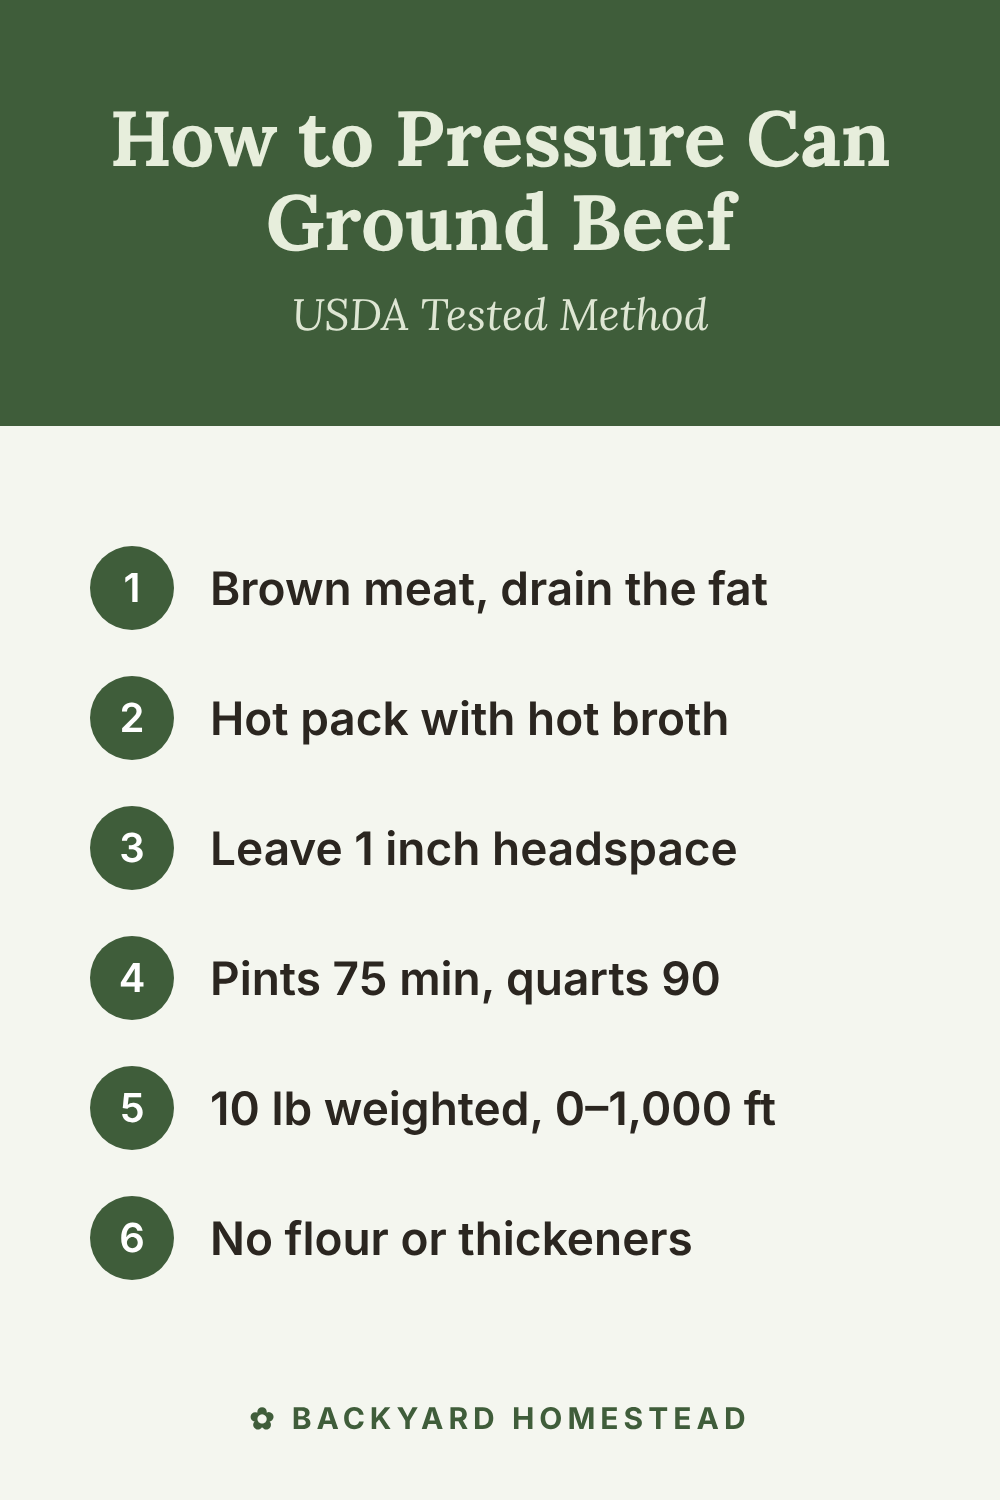 How to Pressure Can
Ground Beef
USDA Tested Method
1 Brown meat, drain the fat
2 Hot pack with hot broth
3 Leave 1 inch headspace
4 Pints 75 min, quarts 90
5 10 lb weighted, 0–1,000 ft
6 No flour or thickeners
✿ BACKYARD HOMESTEAD